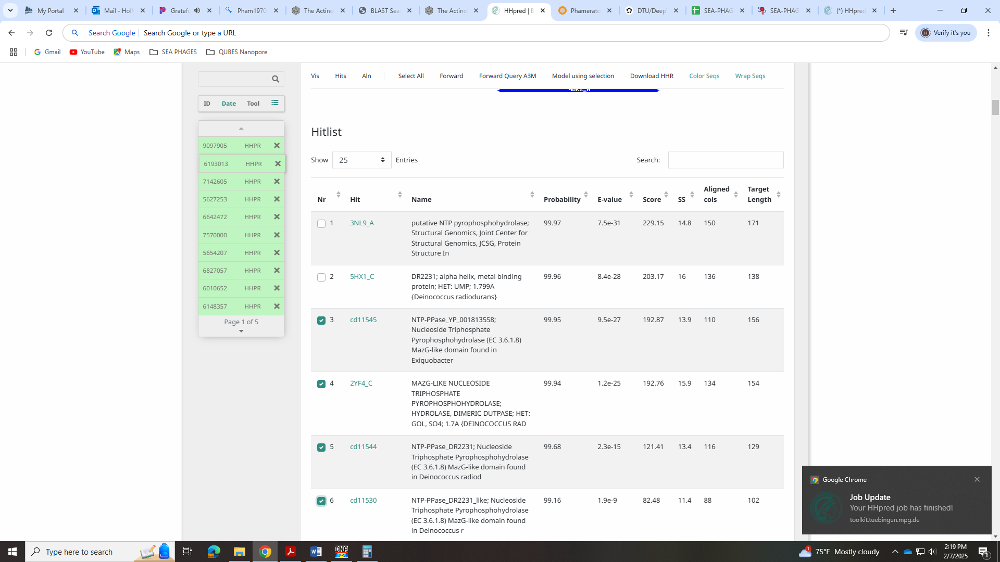 My Portal
Mail - Holl
Gratefu
Pham1970
The Actino
BLAST Sea
The Actino
HHpred | B
Phamerato
DTU/Deep
SEA-PHAG
SEA-PHAG
(*) HHpred
Search Google
Search Google or type a URL
Verify it's you
Gmail
YouTube
Maps
SEA PHAGES
QUBES Nanopore
Vis Hits Aln Select All Forward Forward Query A3M Model using selection Download HHR Color Seqs Wrap Seqs
ID Date Tool
9097905 HHPR
6193013 HHPR
7142605 HHPR
5627253 HHPR
6642472 HHPR
7570000 HHPR
5654207 HHPR
6827057 HHPR
6010652 HHPR
6148357 HHPR
Page 1 of 5
Hitlist
Show 25 Entries
Search:
Nr Hit Name Probability E-value Score SS Aligned cols Target Length
1 3NL9_A putative NTP pyrophosphohydrolase; 99.97 7.5e-31 229.15 14.8 150 171
Structural Genomics, Joint Center for
Structural Genomics, JCSG, Protein
Structure In
2 5HX1_C DR2231; alpha helix, metal binding 99.96 8.4e-28 203.17 16 136 138
protein; HET: UMP; 1.799A
{Deinococcus radiodurans}
3 cd11545 NTP-PPase_YP_001813558; 99.95 9.5e-27 192.87 13.9 110 156
Nucleoside Triphosphate
Pyrophosphohydrolase (EC 3.6.1.8)
MazG-like domain found in
Exiguobacter
4 2YF4_C MAZG-LIKE NUCLEOSIDE 99.94 1.2e-25 192.76 15.9 134 154
TRIPHOSPHATE
PYROPHOSPHOHYDROLASE;
HYDROLASE, DIMERIC DUTPASE; HET:
GOL, SO4; 1.7A {DEINOCOCCUS RAD
5 cd11544 NTP-PPase_DR2231; Nucleoside 99.68 2.3e-15 121.41 13.4 116 129
Triphosphate Pyrophosphohydrolase
(EC 3.6.1.8) MazG-like domain found
in Deinococcus radiod
6 cd11530 NTP-PPase_DR2231_like; Nucleoside 99.16 1.9e-9 82.48 11.4 88 102
Triphosphate Pyrophosphohydrolase
(EC 3.6.1.8) MazG-like domain found
in Deinococcus r
Google Chrome
Job Update
Your HHpred job has finished!
toolkit.tuebingen.mpg.de
Type here to search
DNA
1
75°F Mostly cloudy
2:19 PM
2/7/2025
1